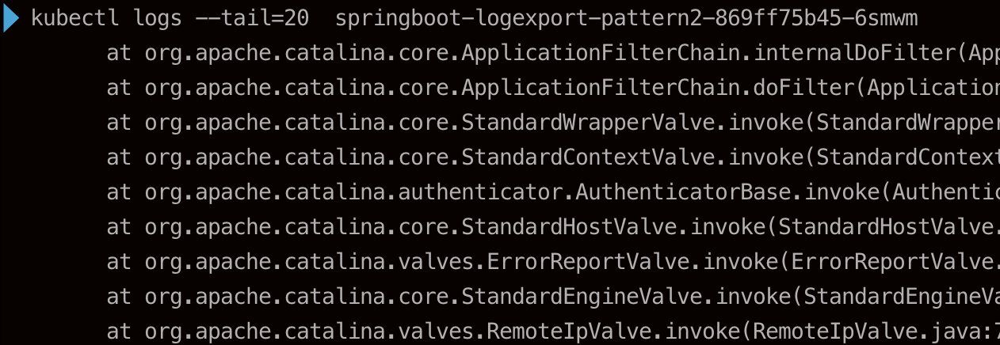 kubectl logs --tail=20  springboot-logexport-pattern2-869ff75b45-6smwm
at org.apache.catalina.core.ApplicationFilterChain.internalDoFilter(App
at org.apache.catalina.core.ApplicationFilterChain.doFilter(Application
at org.apache.catalina.core.StandardWrapperValve.invoke(StandardWrapper
at org.apache.catalina.core.StandardContextValve.invoke(StandardContext
at org.apache.catalina.authenticator.AuthenticatorBase.invoke(Authentic
at org.apache.catalina.core.StandardHostValve.invoke(StandardHostValve.
at org.apache.catalina.valves.ErrorReportValve.invoke(ErrorReportValve.
at org.apache.catalina.core.StandardEngineValve.invoke(StandardEngineVa
at org.apache.catalina.valves.RemoteIpValve.invoke(RemoteIpValve.java:7